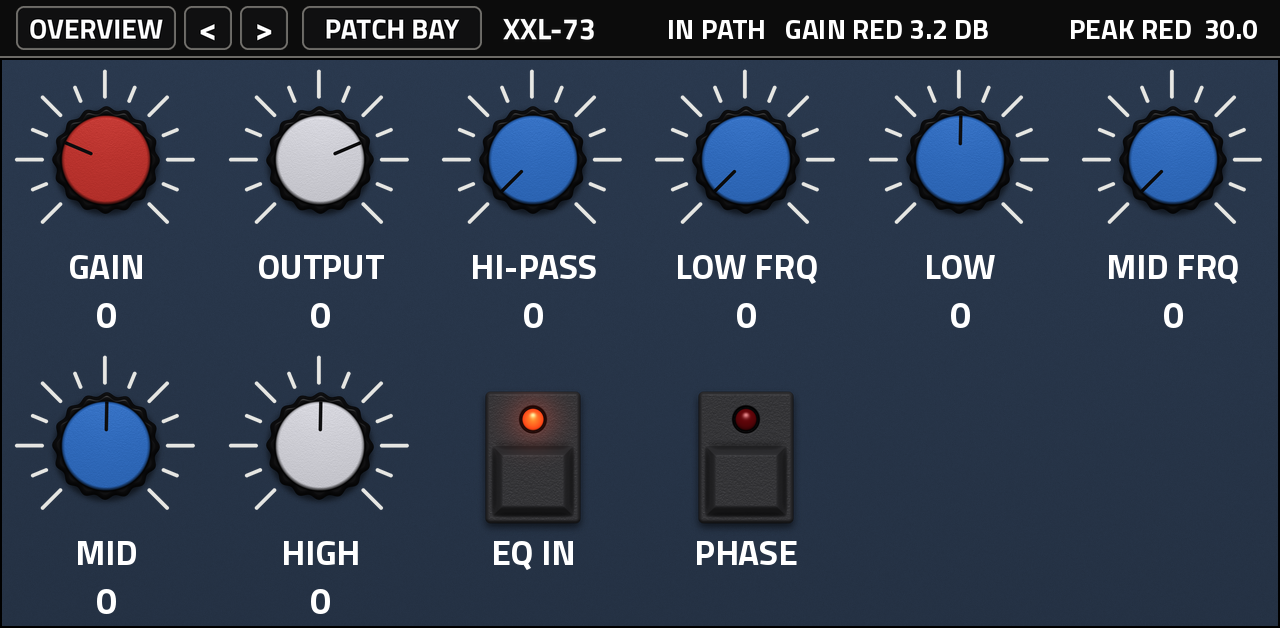 OVERVIEW < > PATCH BAY XXL-73 IN PATH GAIN RED 3.2 DB PEAK RED 30.0
GAIN OUTPUT HI-PASS LOW FRQ LOW MID FRQ
0 0 0 0 0 0
MID HIGH EQ IN PHASE
0 0